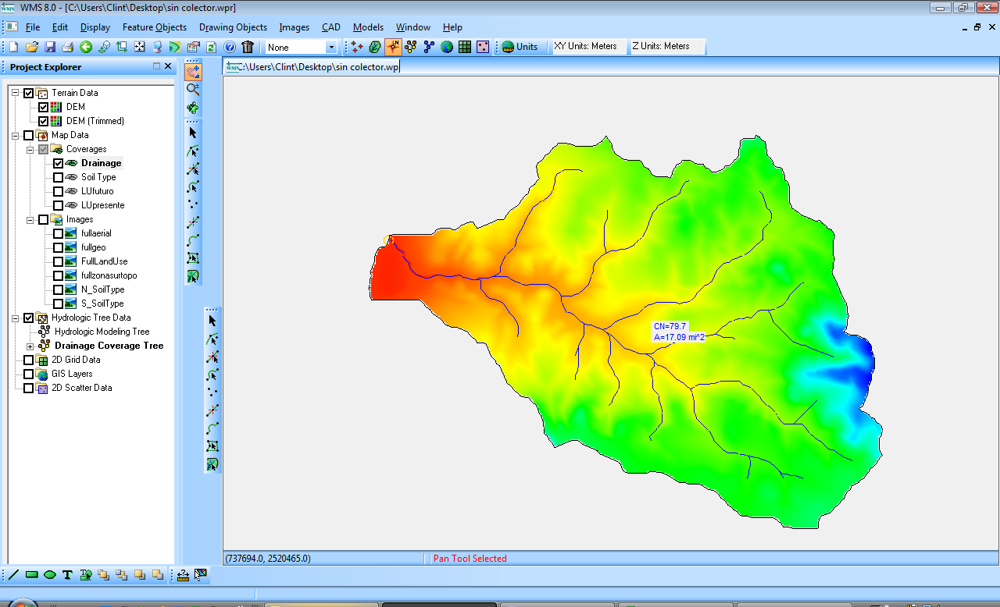 WMS 8.0 - [C:\Users\Clint\Desktop\sin colector.wpr]
File Edit Display Feature Objects Drawing Objects Images CAD Models Window Help
None
Units
XY Units: Meters
Z Units: Meters
Project Explorer
C:\Users\Clint\Desktop\sin colector.wp
Terrain Data
DEM
DEM (Trimmed)
Map Data
Coverages
Drainage
Soil Type
LUfuturo
LUpresente
Images
fullaerial
fullgeo
FullLandUse
fullzonasurtopo
N_SoilType
S_SoilType
Hydrologic Tree Data
Hydrologic Modeling Tree
Drainage Coverage Tree
2D Grid Data
GIS Layers
2D Scatter Data
CN=79.7
A=17.09 mi^2
(737694.0, 2520465.0)
Pan Tool Selected